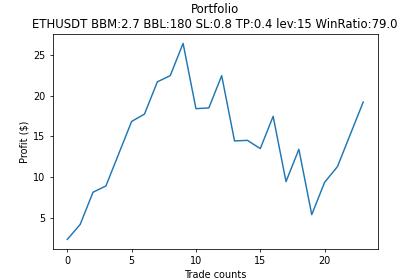 Portfolio
ETHUSDT BBM:2.7 BBL:180 SL:0.8 TP:0.4 lev:15 WinRatio:79.0
Profit ($)
25
20
15
10
5
0 5 10 15 20
Trade counts